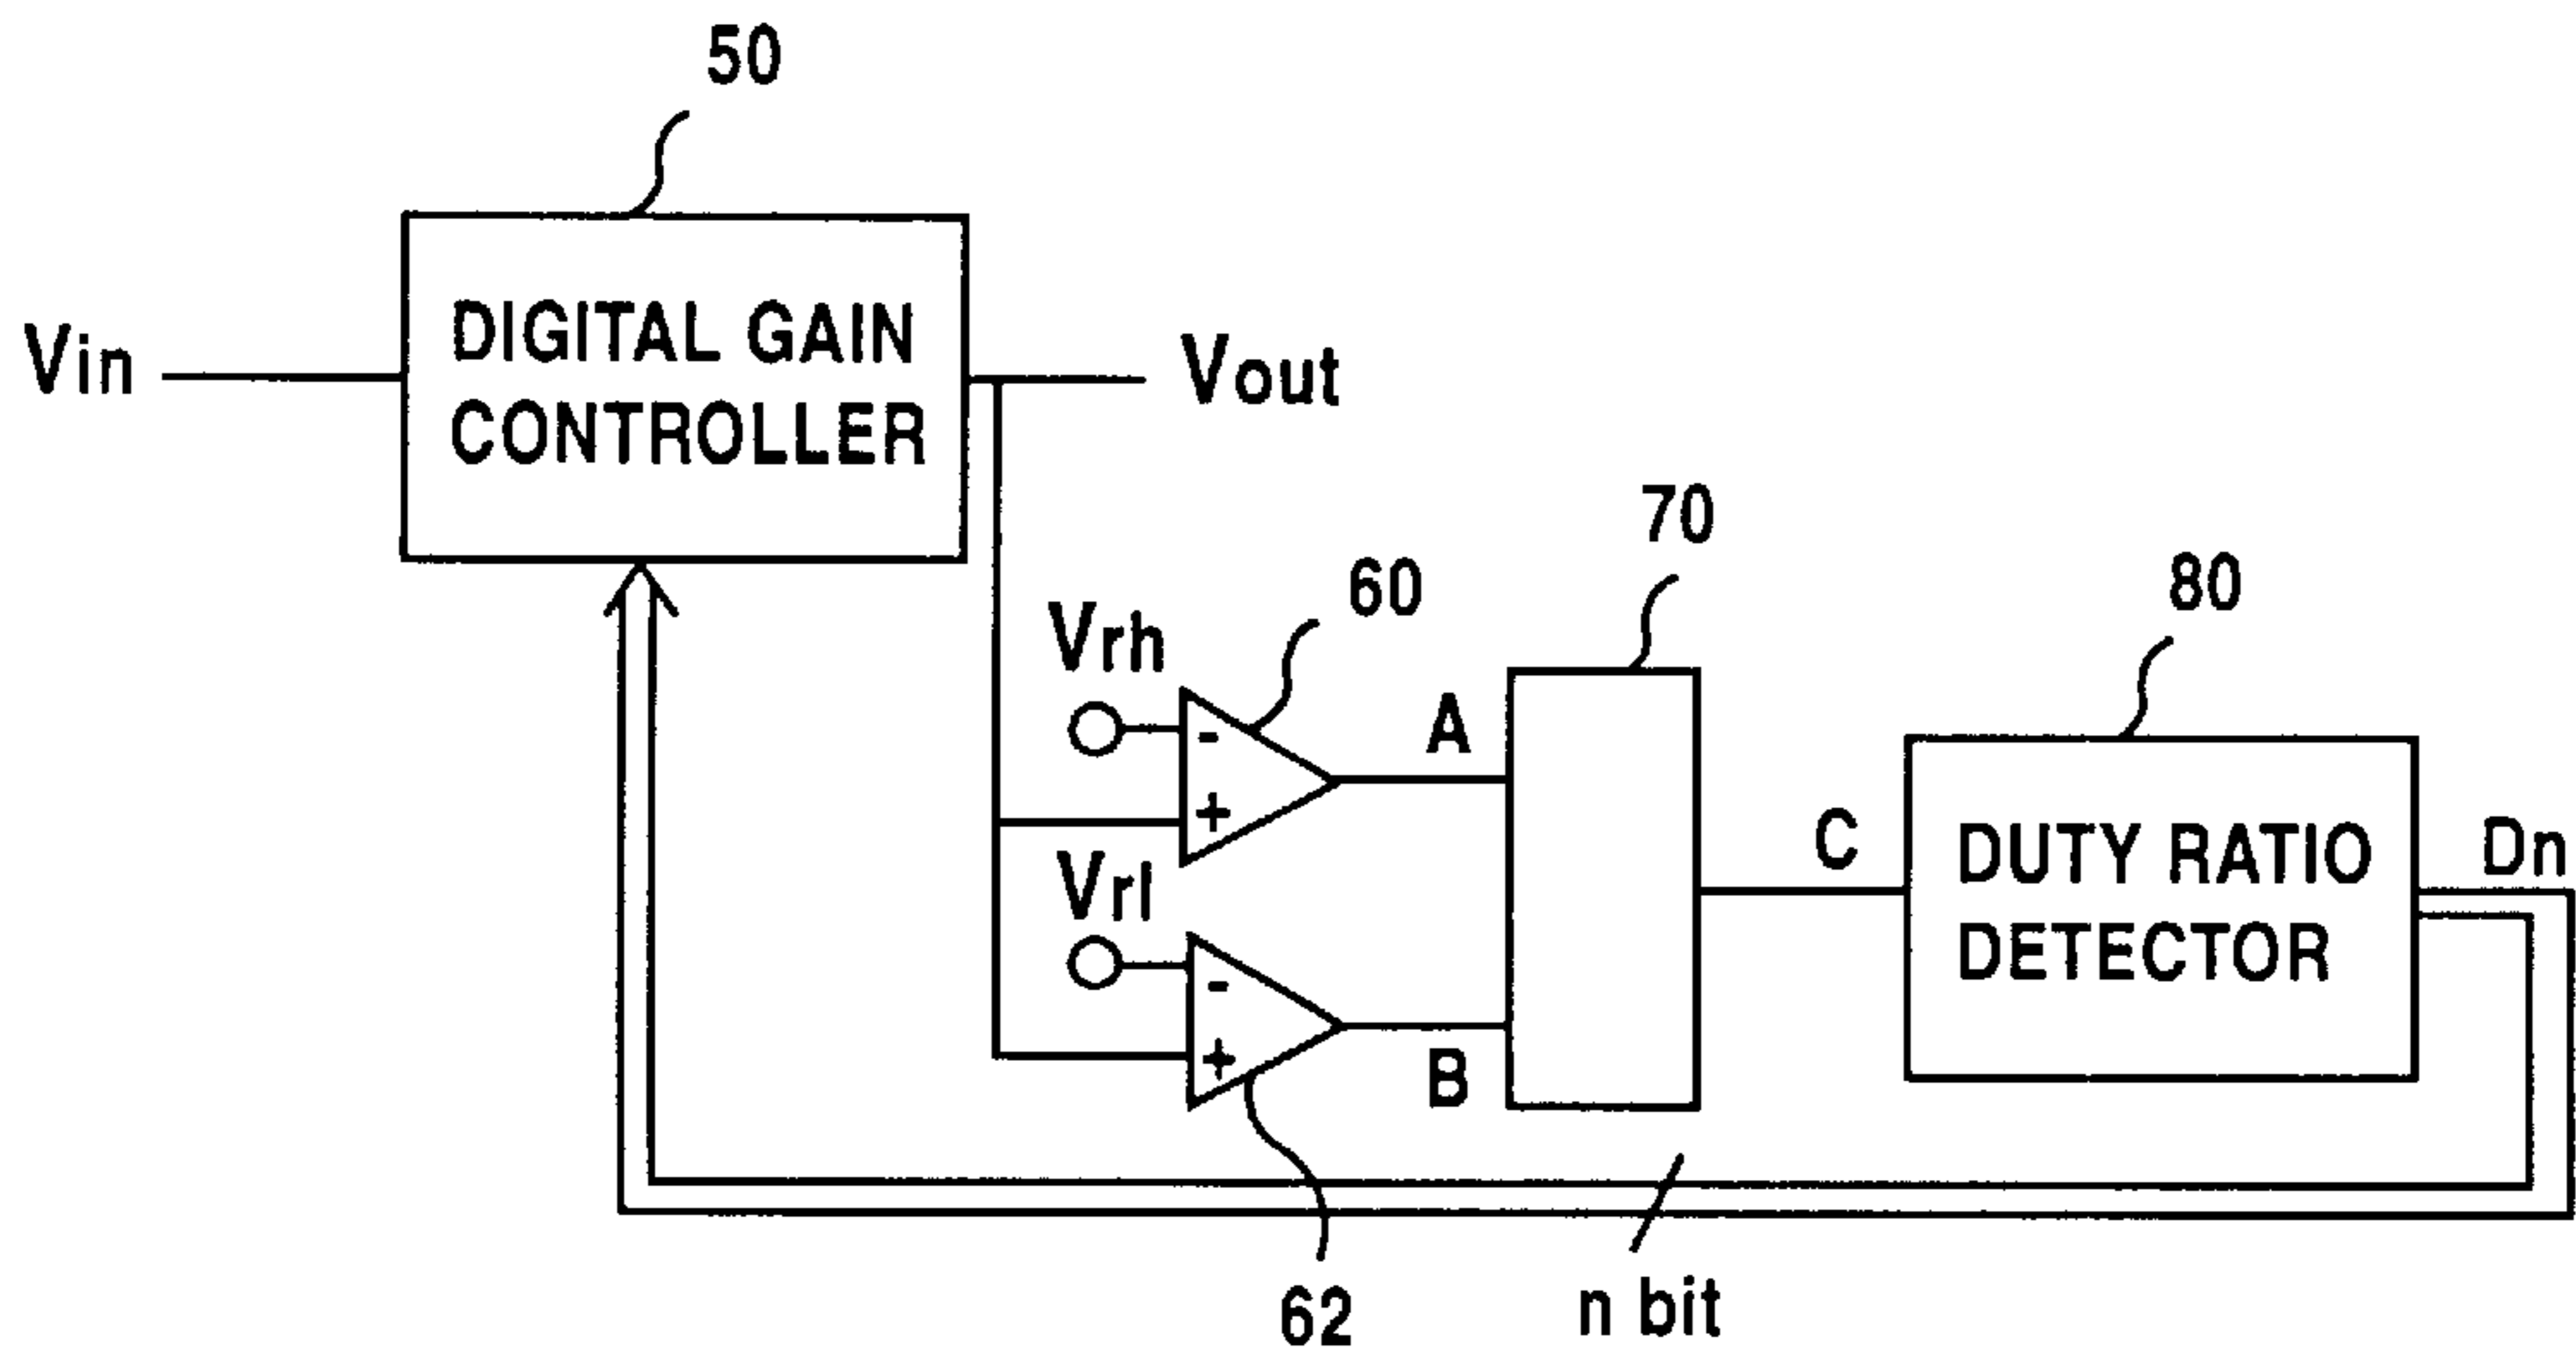 50
DIGITAL GAIN
CONTROLLER
Vin
Vout
70
60
80
Vrh
-
+
A
Vrl
-
+
B
C
DUTY RATIO
DETECTOR
Dn
62
n bit